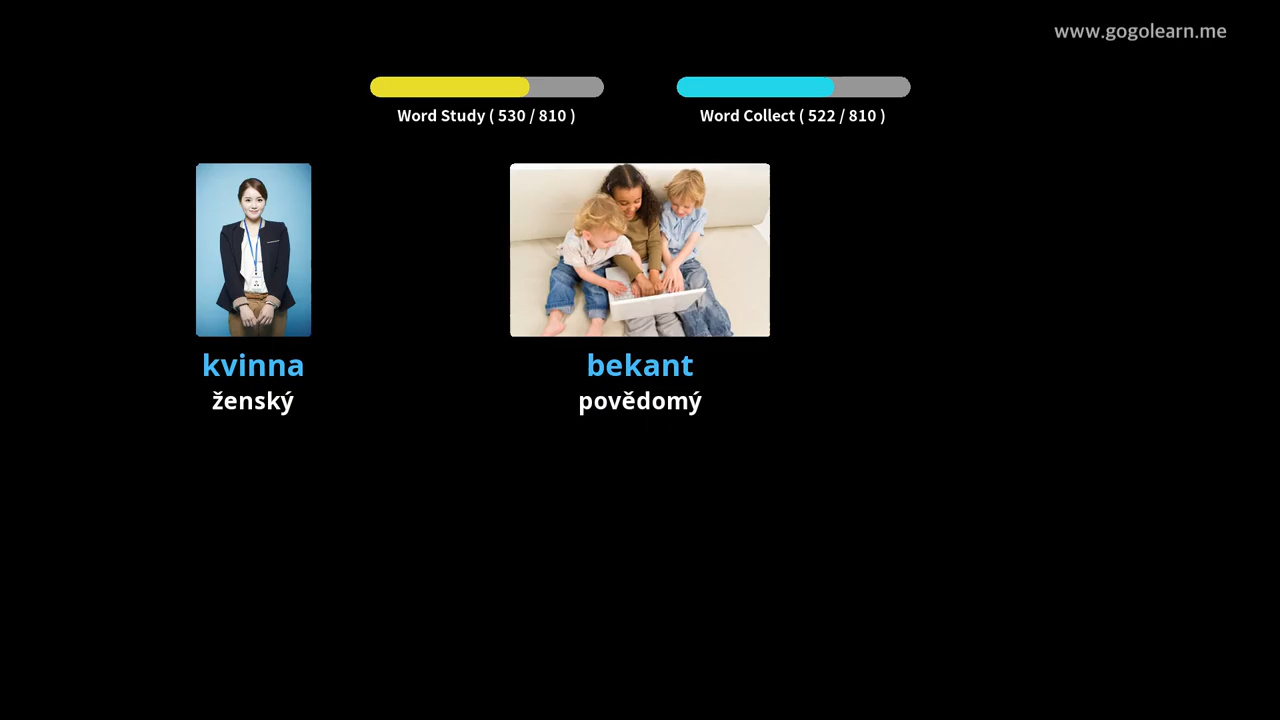 www.gogolearn.me
Word Study ( 530 / 810 )
Word Collect ( 522 / 810 )
kvinna
ženský
bekant
povědomý